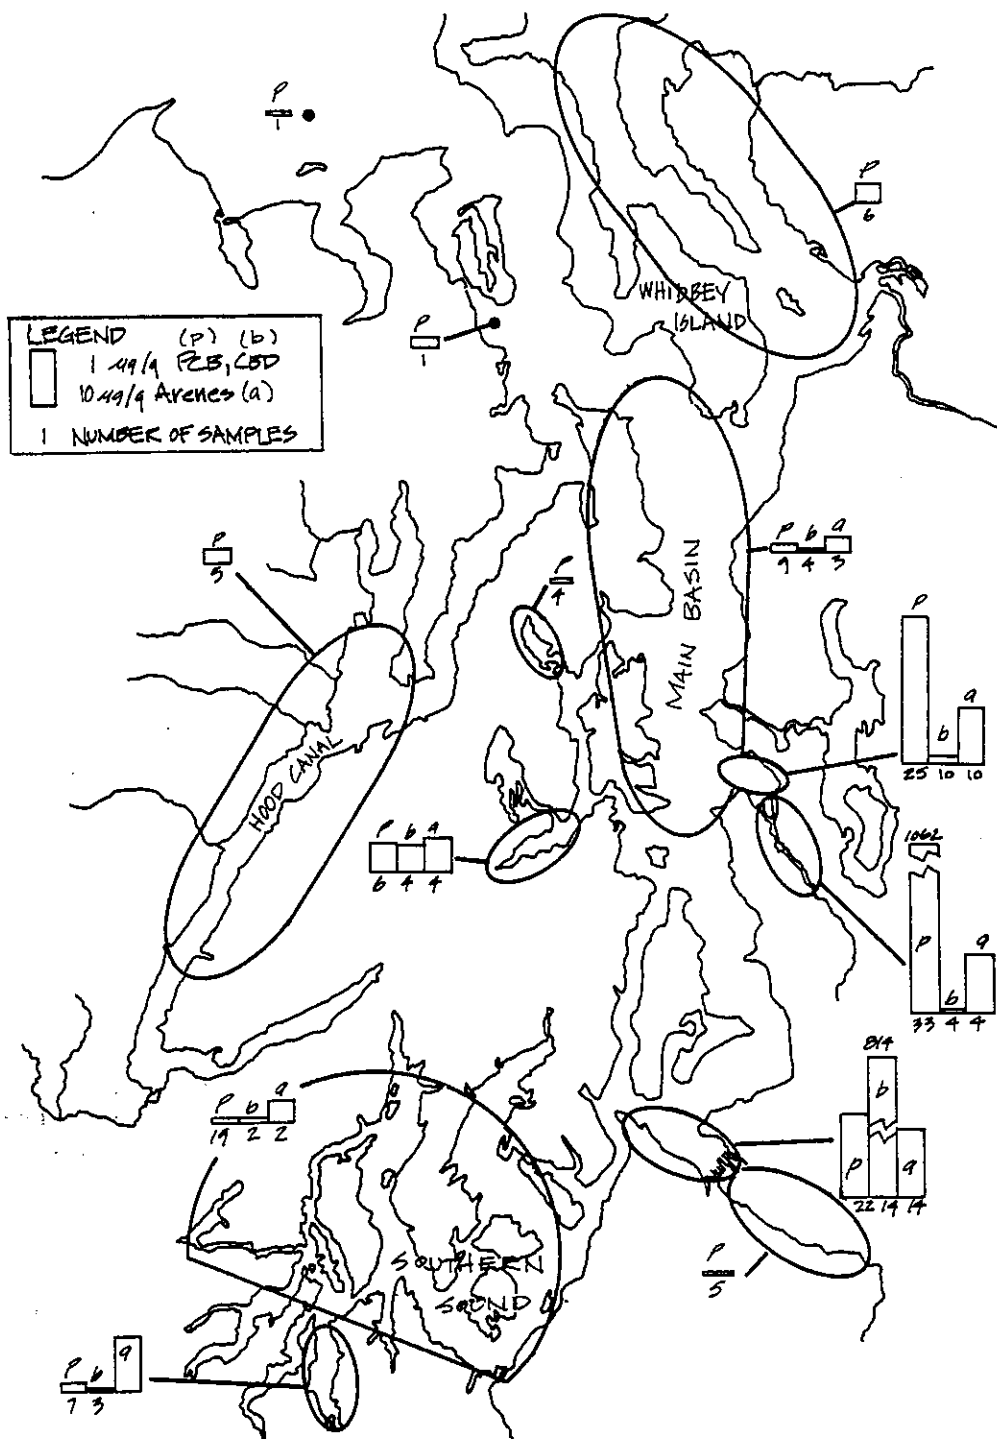 P
1
P
6
WHIDBEY
ISLAND
P
1
LEGEND (P) (b)
1 µg/g PCB, CBD
10 µg/g Arenes (a)
1 NUMBER OF SAMPLES
P
5
P
4
P b a
9 4 3
MAIN BASIN
HOOD CANAL
P
b
a
25 10 10
P b a
6 4 4
1062
P
b
a
33 4 4
814
P
b
a
22 14 14
P b a
19 2 2
SOUTHERN
SOUND
P
5
P b a
7 3